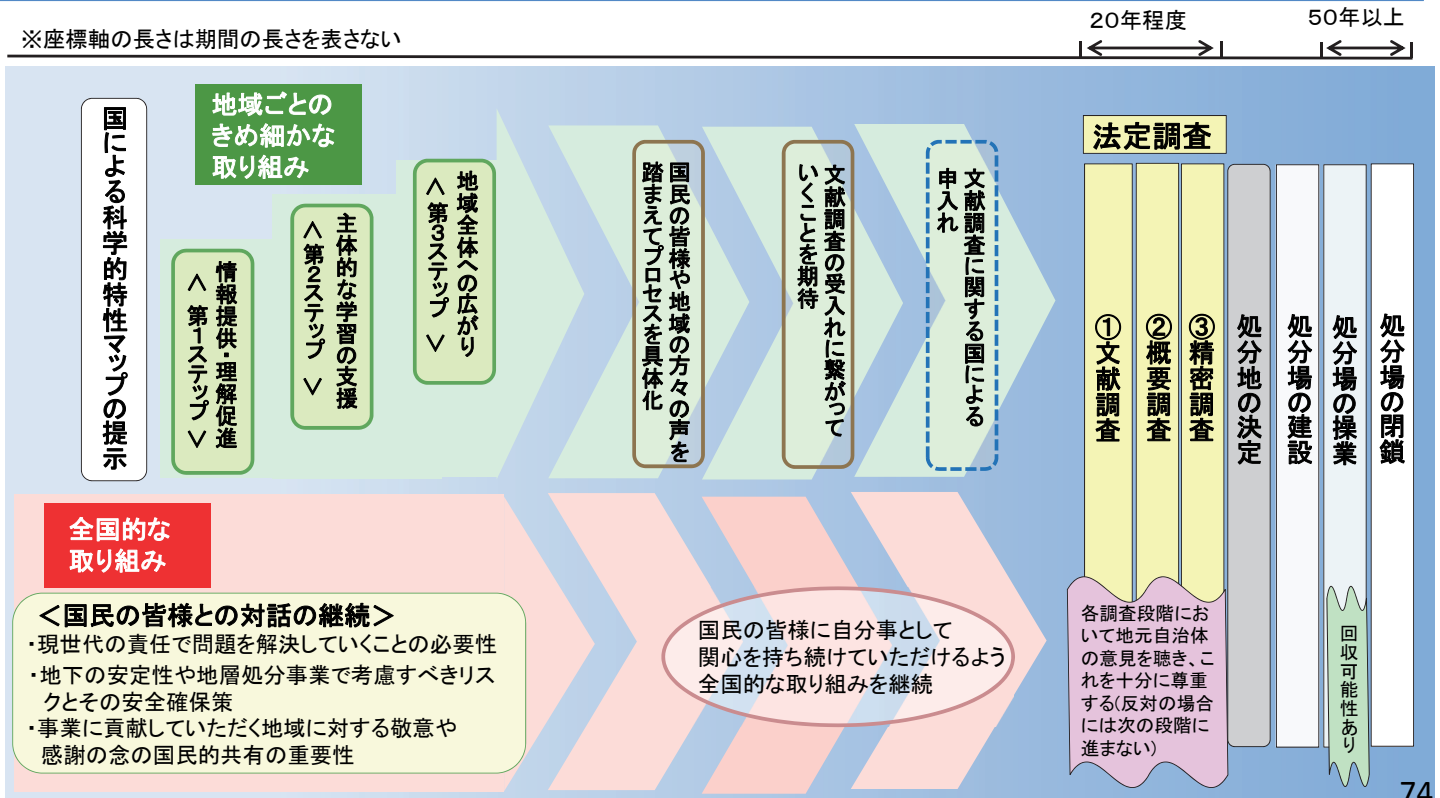 ※座標軸の長さは期間の長さを表さない
20年程度
50年以上
国による科学的特性マップの提示
地域ごとの
きめ細かな
取り組み
情報提供・理解促進
<第1ステップ>
主体的な学習の支援
<第2ステップ>
地域全体への広がり
<第3ステップ>
国民の皆様や地域の方々の声を
踏まえてプロセスを具体化
文献調査の受入れに繋がって
いくことを期待
文献調査に関する国による
申入れ
法定調査
①文献調査
②概要調査
③精密調査
処分地の決定
処分場の建設
処分場の操業
処分場の閉鎖
全国的な
取り組み
<国民の皆様との対話の継続>
・現世代の責任で問題を解決していくことの必要性
・地下の安定性や地層処分事業で考慮すべきリス
クとその安全確保策
・事業に貢献していただく地域に対する敬意や
感謝の念の国民的共有の重要性
国民の皆様に自分事として
関心を持ち続けていただけるよう
全国的な取り組みを継続
各調査段階にお
いて地元自治体
の意見を聴き、こ
れを十分に尊重
する(反対の場合
には次の段階に
進まない)
回収可能性あり
74